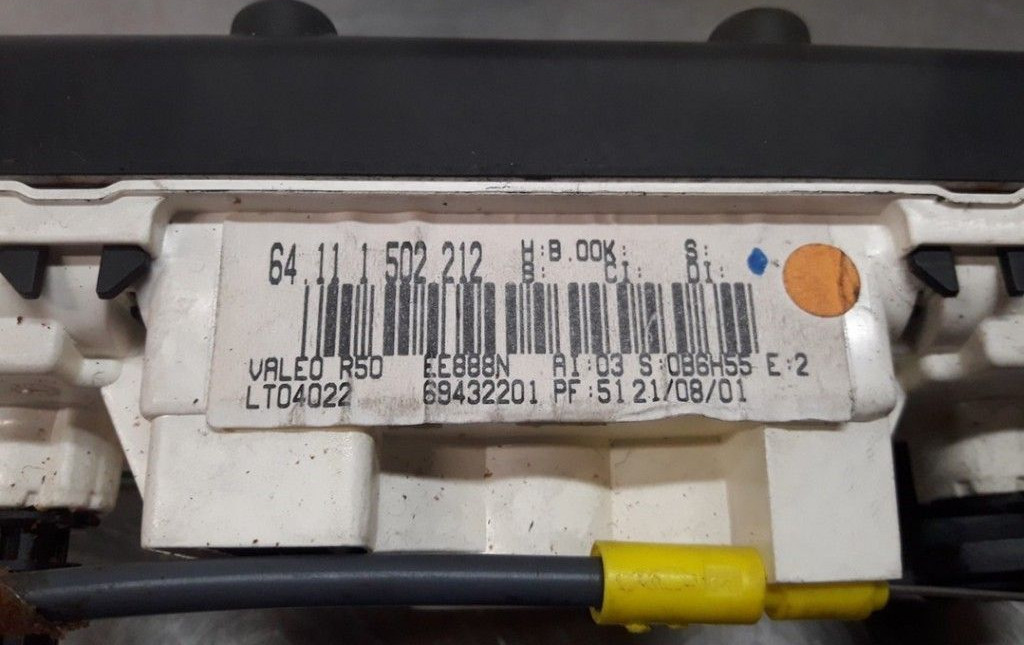 64.11 1 502 212 H:B.00K: S:
B: CI: DI:
VALEO R50 EE888N AI:03 S:0B6H55 E:2
LT04022 69432201 PF:51 21/08/01